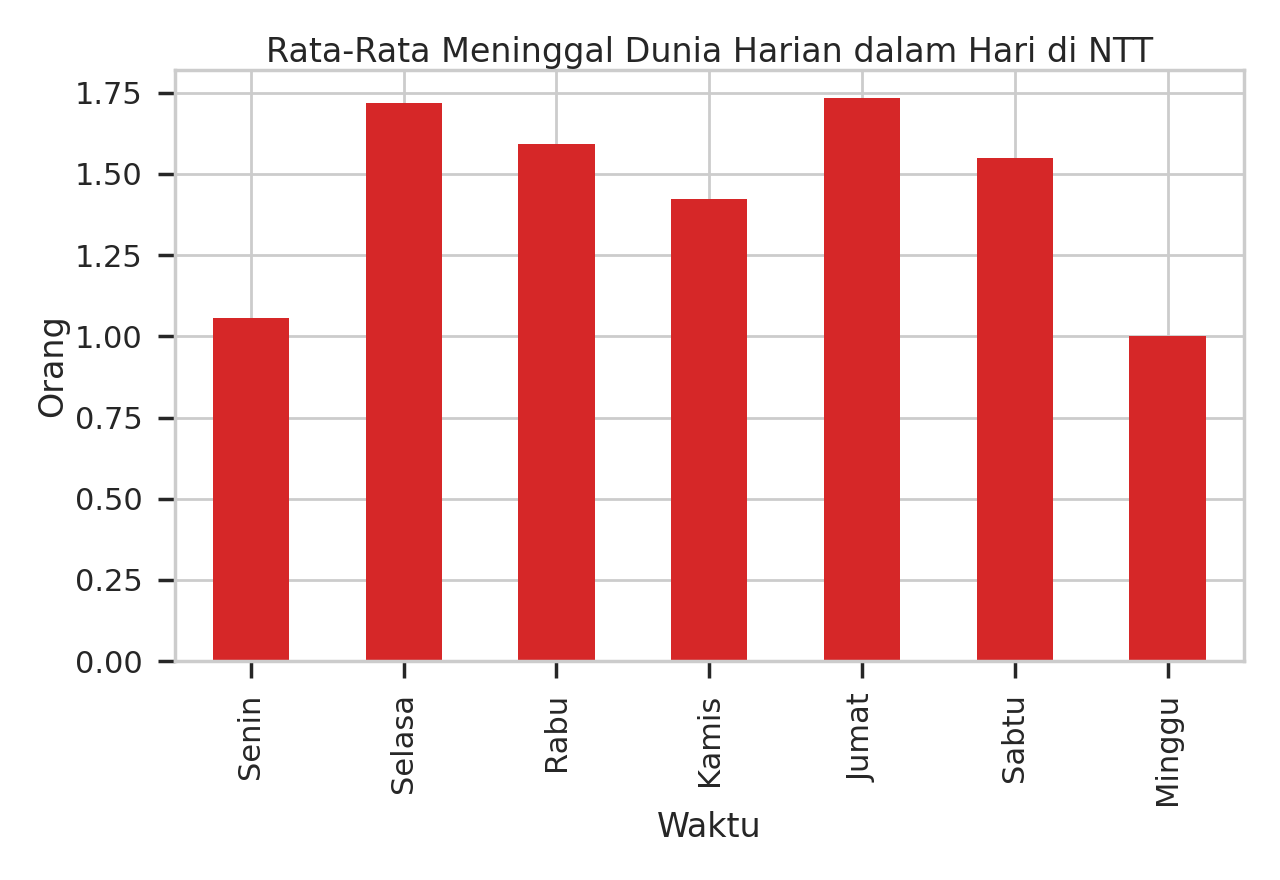 Rata-Rata Meninggal Dunia Harian dalam Hari di NTT
Orang
1.75
1.50
1.25
1.00
0.75
0.50
0.25
0.00
Senin
Selasa
Rabu
Kamis
Jumat
Sabtu
Minggu
Waktu